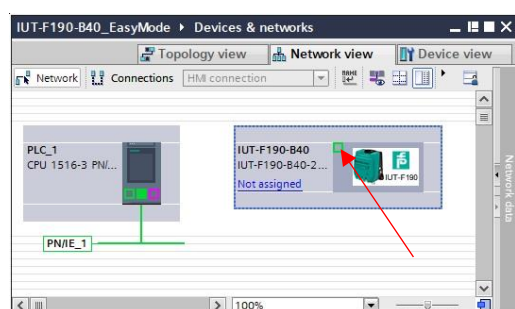 IUT-F190-B40_EasyMode ▸ Devices & networks
Topology view Network view Device view
Network Connections HMI connection
PLC_1
CPU 1516-3 PN/...
IUT-F190-B40
IUT-F190-B40-2...
Not assigned
IUT-F190
PN/IE_1
Network data
100%